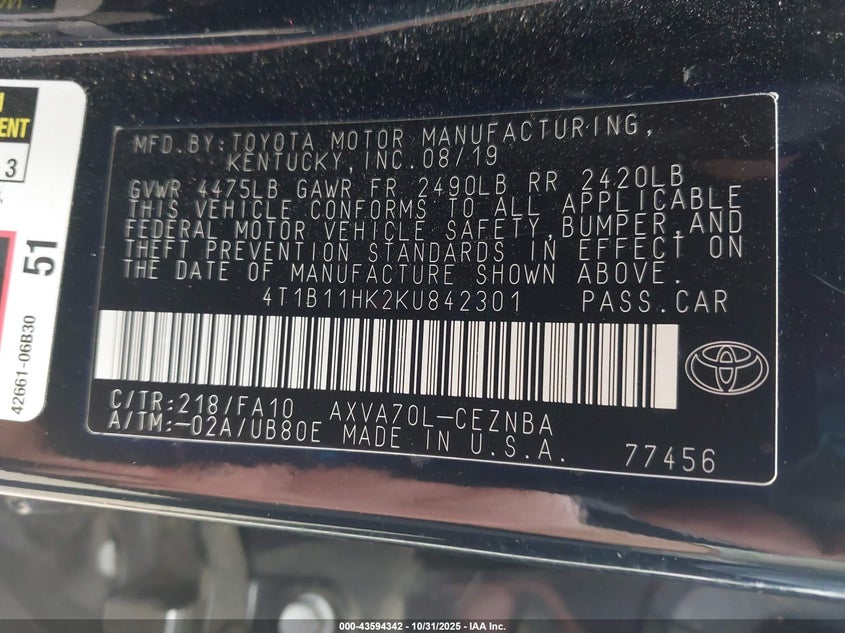 ENT
3
51
42661-06B30
MFD.BY:TOYOTA MOTOR MANUFACTURING,
KENTUCKY,INC.08/19
GVWR 4475LB GAWR FR 2490LB RR 2420LB
THIS VEHICLE CONFORMS TO ALL APPLICABLE
FEDERAL MOTOR VEHICLE SAFETY,BUMPER,AND
THEFT PREVENTION STANDARDS IN EFFECT ON
THE DATE OF MANUFACTURE SHOWN ABOVE.
4T1B11HK2KU842301 PASS.CAR
C/TR:218/FA10 AXVA70L-CEZNBA
A/TM:-02A/UB80E MADE IN U.S.A.
77456
000-43594342 - 10/31/2025 - IAA Inc.